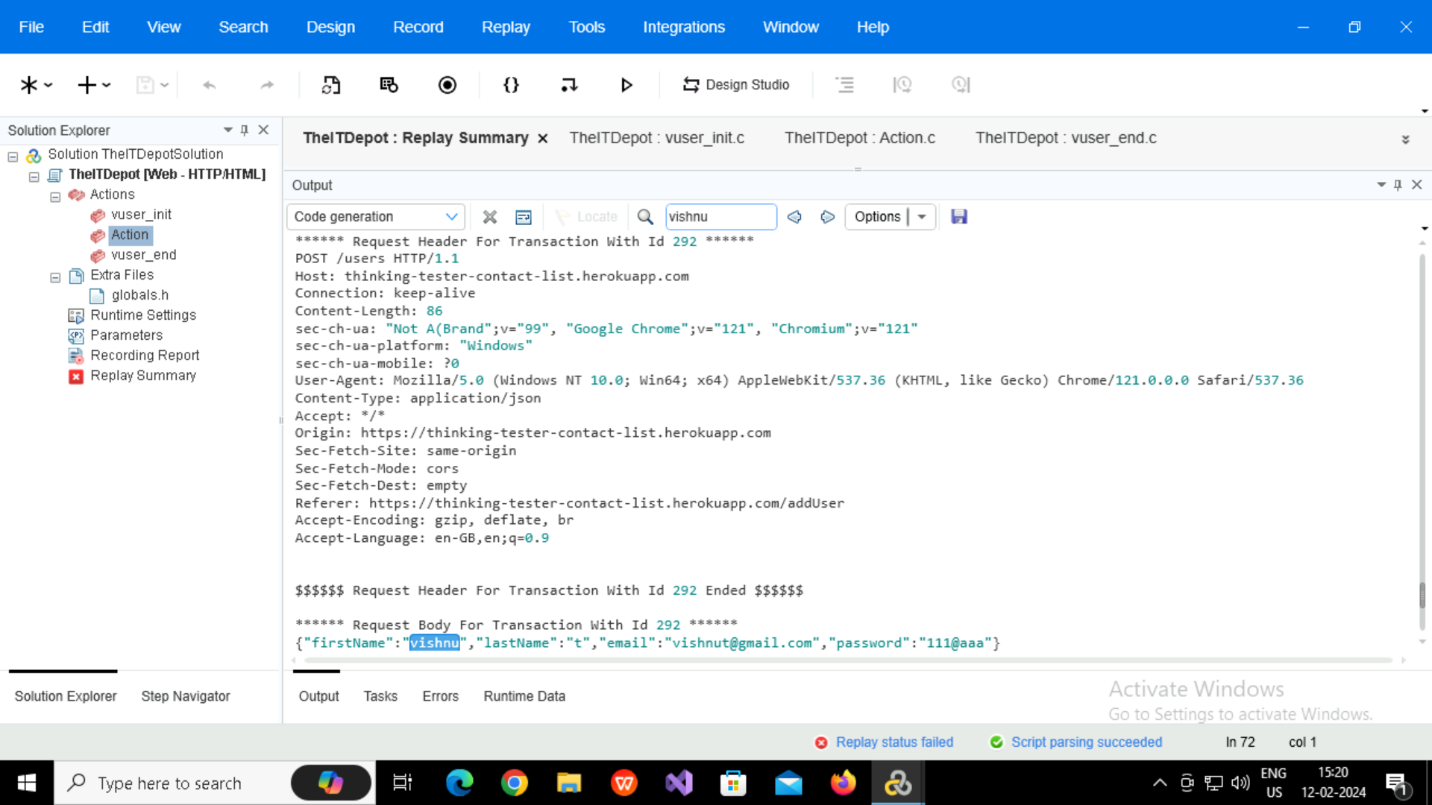 File Edit View Search Design Record Replay Tools Integrations Window Help
Design Studio
Solution Explorer
Solution TheITDepotSolution
TheITDepot [Web - HTTP/HTML]
Actions
vuser_init
Action
vuser_end
Extra Files
globals.h
Runtime Settings
Parameters
Recording Report
Replay Summary
TheITDepot : Replay Summary TheITDepot : vuser_init.c TheITDepot : Action.c TheITDepot : vuser_end.c
Output
Code generation Locate vishnu Options
****** Request Header For Transaction With Id 292 ******
POST /users HTTP/1.1
Host: thinking-tester-contact-list.herokuapp.com
Connection: keep-alive
Content-Length: 86
sec-ch-ua: "Not A(Brand";v="99", "Google Chrome";v="121", "Chromium";v="121"
sec-ch-ua-platform: "Windows"
sec-ch-ua-mobile: ?0
User-Agent: Mozilla/5.0 (Windows NT 10.0; Win64; x64) AppleWebKit/537.36 (KHTML, like Gecko) Chrome/121.0.0.0 Safari/537.36
Content-Type: application/json
Accept: */*
Origin: https://thinking-tester-contact-list.herokuapp.com
Sec-Fetch-Site: same-origin
Sec-Fetch-Mode: cors
Sec-Fetch-Dest: empty
Referer: https://thinking-tester-contact-list.herokuapp.com/addUser
Accept-Encoding: gzip, deflate, br
Accept-Language: en-GB,en;q=0.9
$$$$$$ Request Header For Transaction With Id 292 Ended $$$$$$
****** Request Body For Transaction With Id 292 ******
{"firstName":"vishnu","lastName":"t","email":"vishnut@gmail.com","password":"111@aaa"}
Solution Explorer Step Navigator
Output Tasks Errors Runtime Data
Activate Windows
Go to Settings to activate Windows.
Replay status failed Script parsing succeeded ln 72 col 1
Type here to search
ENG
US
15:20
12-02-2024
1